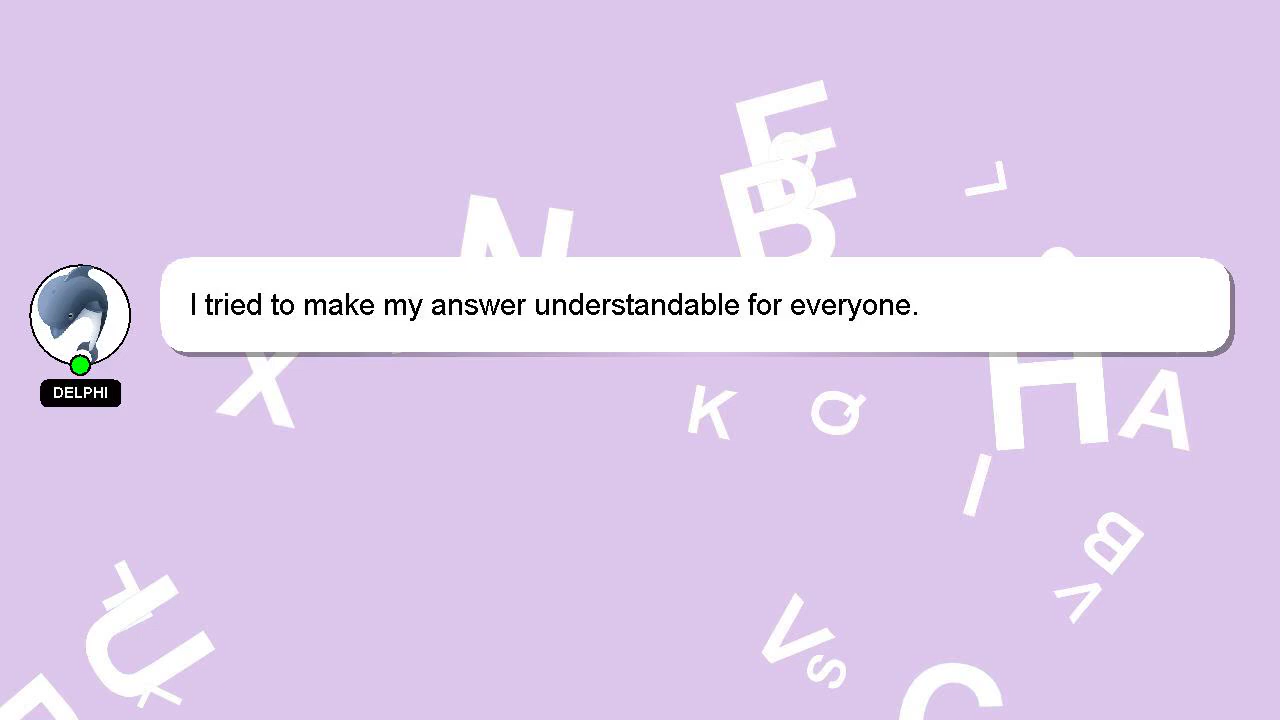 I tried to make my answer understandable for everyone.
DELPHI
E
B
L
N
X
K
Q
H
A
I
B
V
U
V
S